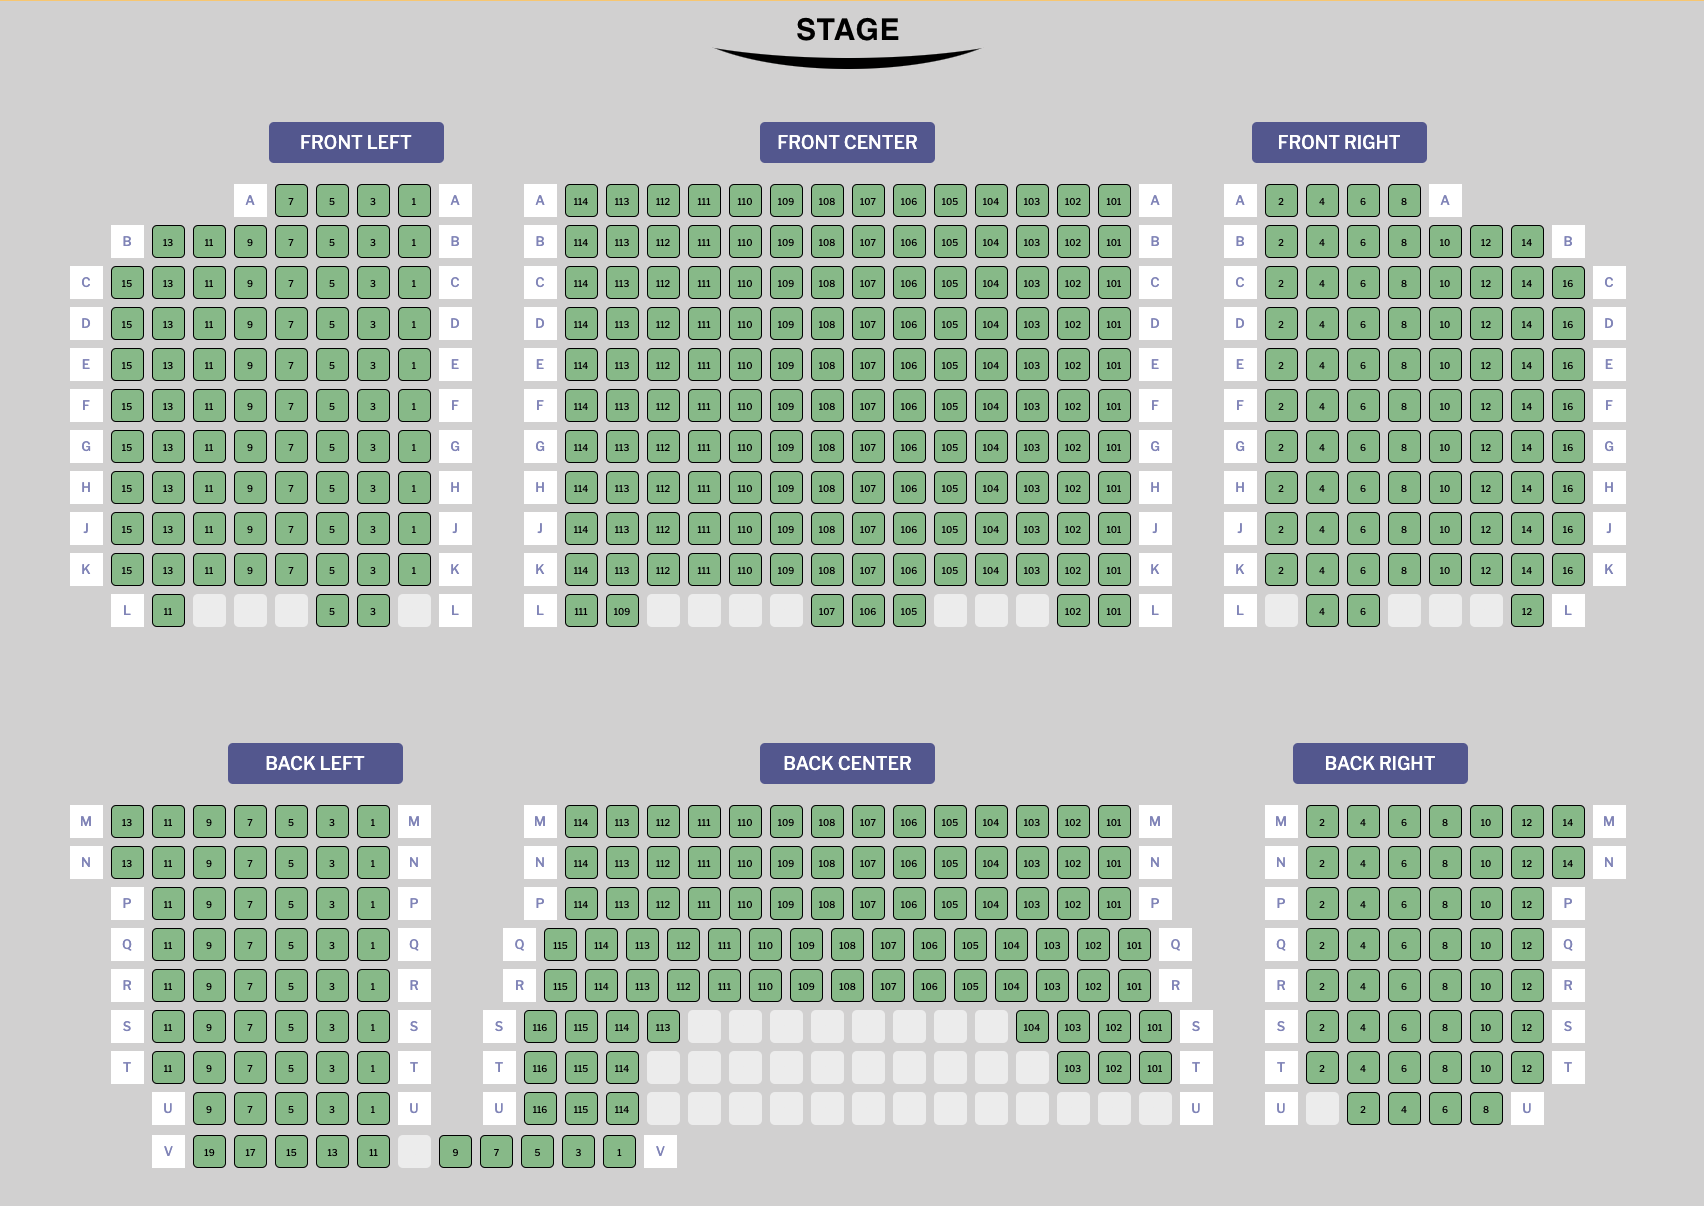 STAGE
FRONT LEFT FRONT CENTER FRONT RIGHT
A 7 5 3 1 A A 114 113 112 111 110 109 108 107 106 105 104 103 102 101 A A 2 4 6 8 A
B 13 11 9 7 5 3 1 B B 114 113 112 111 110 109 108 107 106 105 104 103 102 101 B B 2 4 6 8 10 12 14 B
C 15 13 11 9 7 5 3 1 C C 114 113 112 111 110 109 108 107 106 105 104 103 102 101 C C 2 4 6 8 10 12 14 16 C
D 15 13 11 9 7 5 3 1 D D 114 113 112 111 110 109 108 107 106 105 104 103 102 101 D D 2 4 6 8 10 12 14 16 D
E 15 13 11 9 7 5 3 1 E E 114 113 112 111 110 109 108 107 106 105 104 103 102 101 E E 2 4 6 8 10 12 14 16 E
F 15 13 11 9 7 5 3 1 F F 114 113 112 111 110 109 108 107 106 105 104 103 102 101 F F 2 4 6 8 10 12 14 16 F
G 15 13 11 9 7 5 3 1 G G 114 113 112 111 110 109 108 107 106 105 104 103 102 101 G G 2 4 6 8 10 12 14 16 G
H 15 13 11 9 7 5 3 1 H H 114 113 112 111 110 109 108 107 106 105 104 103 102 101 H H 2 4 6 8 10 12 14 16 H
J 15 13 11 9 7 5 3 1 J J 114 113 112 111 110 109 108 107 106 105 104 103 102 101 J J 2 4 6 8 10 12 14 16 J
K 15 13 11 9 7 5 3 1 K K 114 113 112 111 110 109 108 107 106 105 104 103 102 101 K K 2 4 6 8 10 12 14 16 K
L 11 5 3 L L 111 109 107 106 105 102 101 L L 4 6 12 L
BACK LEFT BACK CENTER BACK RIGHT
M 13 11 9 7 5 3 1 M M 114 113 112 111 110 109 108 107 106 105 104 103 102 101 M M 2 4 6 8 10 12 14 M
N 13 11 9 7 5 3 1 N N 114 113 112 111 110 109 108 107 106 105 104 103 102 101 N N 2 4 6 8 10 12 14 N
P 11 9 7 5 3 1 P P 114 113 112 111 110 109 108 107 106 105 104 103 102 101 P P 2 4 6 8 10 12 P
Q 11 9 7 5 3 1 Q Q 115 114 113 112 111 110 109 108 107 106 105 104 103 102 101 Q Q 2 4 6 8 10 12 Q
R 11 9 7 5 3 1 R R 115 114 113 112 111 110 109 108 107 106 105 104 103 102 101 R R 2 4 6 8 10 12 R
S 11 9 7 5 3 1 S S 116 115 114 113 104 103 102 101 S S 2 4 6 8 10 12 S
T 11 9 7 5 3 1 T T 116 115 114 103 102 101 T T 2 4 6 8 10 12 T
U 9 7 5 3 1 U U 116 115 114 U U 2 4 6 8 U
V 19 17 15 13 11 9 7 5 3 1 V